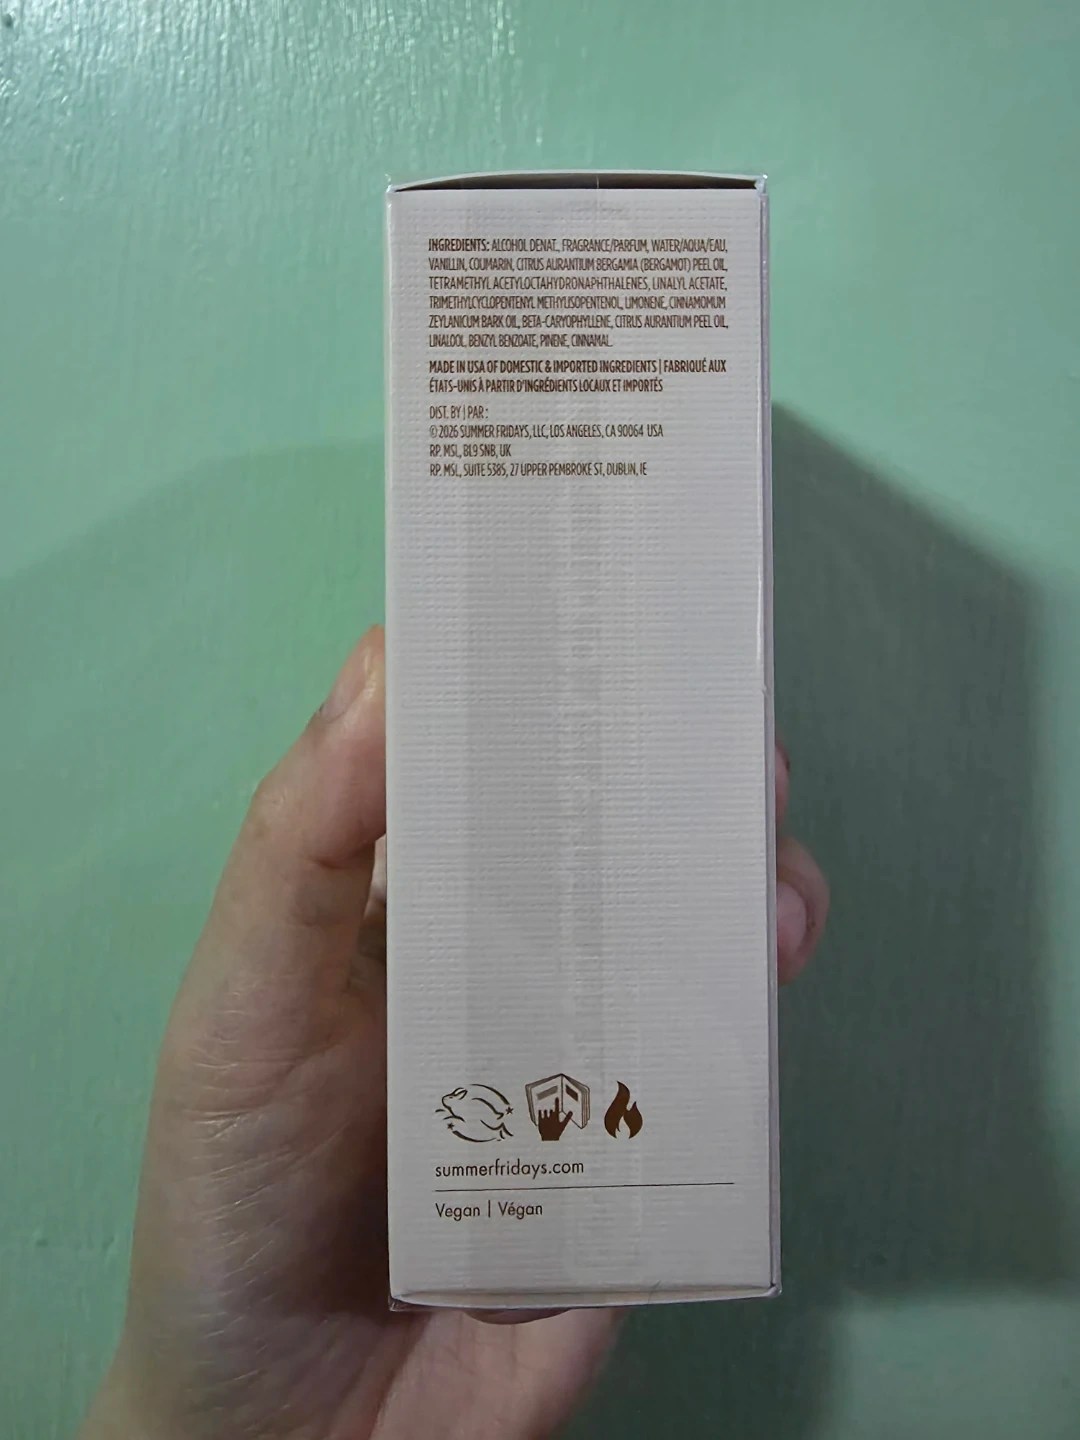 INGREDIENTS: ALCOHOL DENAT., FRAGRANCE/PARFUM, WATER/AQUA/EAU,
VANILLIN, COUMARIN, CITRUS AURANTIUM BERGAMIA (BERGAMOT) PEEL OIL,
TETRAMETHYL ACETYLOCTAHYDRONAPHTHALENES, LINALYL ACETATE,
TRIMETHYLCYCLOPENTENYL METHYLISOPENTENOL, LIMONENE, CINNAMOMUM
ZEYLANICUM BARK OIL, BETA-CARYOPHYLLENE, CITRUS AURANTIUM PEEL OIL,
LINALOOL, BENZYL BENZOATE, PINENE, CINNAMAL.
MADE IN USA OF DOMESTIC & IMPORTED INGREDIENTS | FABRIQUÉ AUX
ÉTATS-UNIS À PARTIR D'INGRÉDIENTS LOCAUX ET IMPORTÉS
DIST. BY | PAR :
©2026 SUMMER FRIDAYS, LLC, LOS ANGELES, CA 90064 USA
RP. MSL, BL9 5NB, UK
RP. MSL, SUITE 5385, 27 UPPER PEMBROKE ST, DUBLIN, IE
summerfridays.com
Vegan | Végan